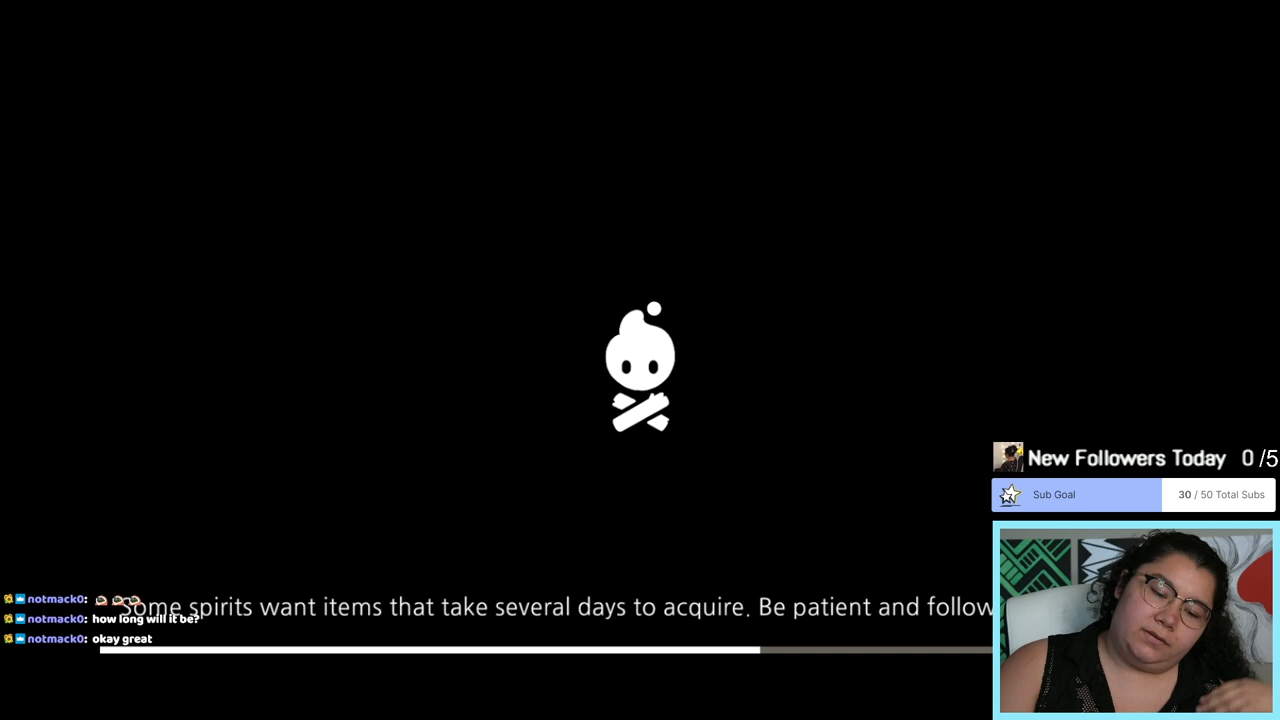 New Followers Today 0 /5
Sub Goal 30 / 50 Total Subs
notmack0:
Some spirits want items that take several days to acquire. Be patient and follow
notmack0: how long will it be?
notmack0: okay great